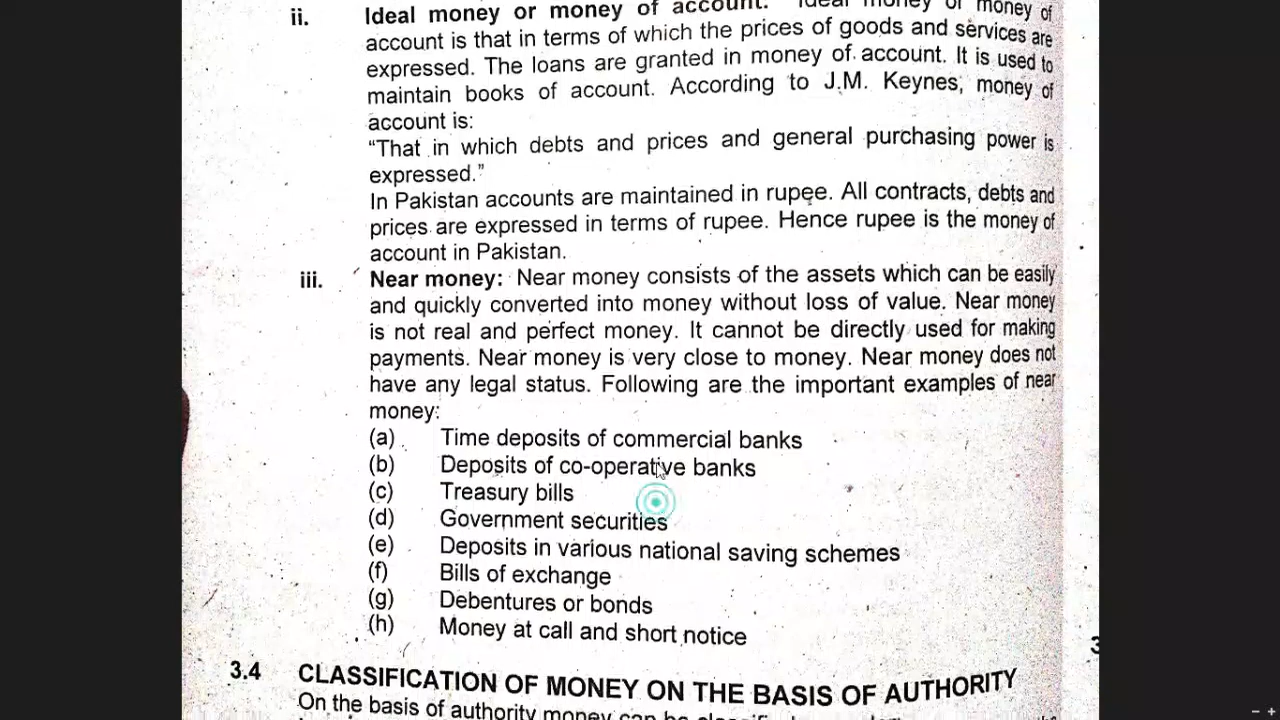 ii. Ideal money or money of account: Ideal money or money of
account is that in terms of which the prices of goods and services are
expressed. The loans are granted in money of account. It is used to
maintain books of account. According to J.M. Keynes, money of
account is:
“That in which debts and prices and general purchasing power is
expressed.”
In Pakistan accounts are maintained in rupee. All contracts, debts and
prices are expressed in terms of rupee. Hence rupee is the money of
account in Pakistan.
iii. Near money: Near money consists of the assets which can be easily
and quickly converted into money without loss of value. Near money
is not real and perfect money. It cannot be directly used for making
payments. Near money is very close to money. Near money does not
have any legal status. Following are the important examples of near
money:
(a) Time deposits of commercial banks
(b) Deposits of co-operative banks
(c) Treasury bills
(d) Government securities
(e) Deposits in various national saving schemes
(f) Bills of exchange
(g) Debentures or bonds
(h) Money at call and short notice
3.4 CLASSIFICATION OF MONEY ON THE BASIS OF AUTHORITY
On the basis of authority money can be